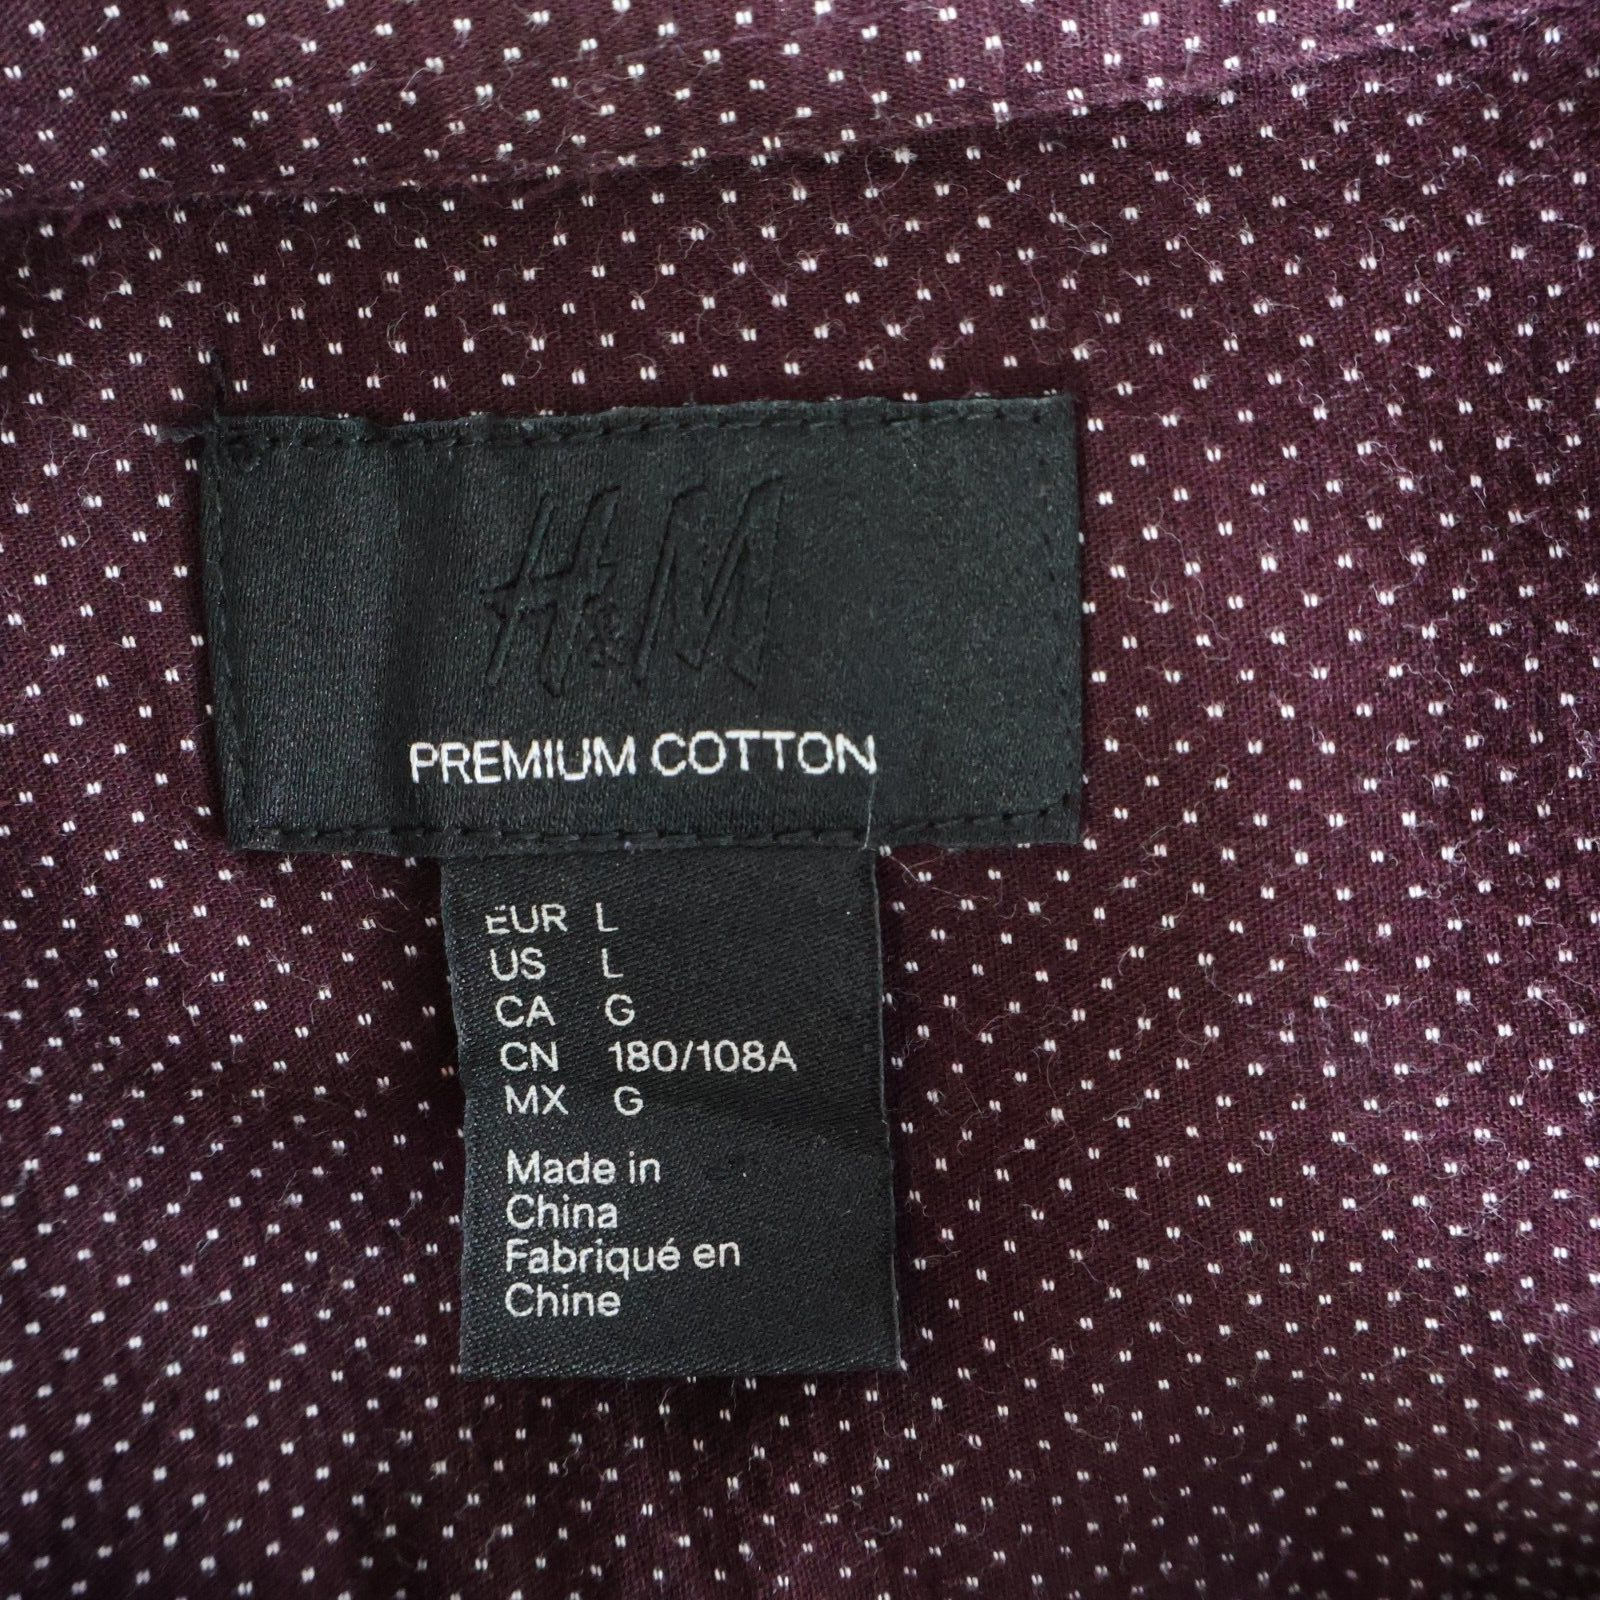 H&M
PREMIUM COTTON
EUR L
US L
CA G
CN 180/108A
MX G
Made in
China
Fabriqué en
Chine